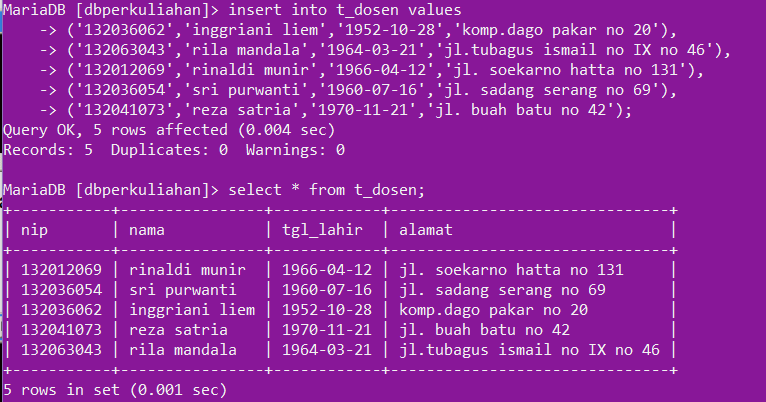 MariaDB [dbperkuliahan]> insert into t_dosen values
    -> ('132036062','inggriani liem','1952-10-28','komp.dago pakar no 20'),
    -> ('132063043','rila mandala','1964-03-21','jl.tubagus ismail no IX no 46'),
    -> ('132012069','rinaldi munir','1966-04-12','jl. soekarno hatta no 131'),
    -> ('132036054','sri purwanti','1960-07-16','jl. sadang serang no 69'),
    -> ('132041073','reza satria','1970-11-21','jl. buah batu no 42');
Query OK, 5 rows affected (0.004 sec)
Records: 5  Duplicates: 0  Warnings: 0

MariaDB [dbperkuliahan]> select * from t_dosen;
+-----------+----------------+------------+-------------------------------+
| nip       | nama           | tgl_lahir  | alamat                        |
+-----------+----------------+------------+-------------------------------+
| 132012069 | rinaldi munir  | 1966-04-12 | jl. soekarno hatta no 131     |
| 132036054 | sri purwanti   | 1960-07-16 | jl. sadang serang no 69       |
| 132036062 | inggriani liem | 1952-10-28 | komp.dago pakar no 20         |
| 132041073 | reza satria    | 1970-11-21 | jl. buah batu no 42           |
| 132063043 | rila mandala   | 1964-03-21 | jl.tubagus ismail no IX no 46 |
+-----------+----------------+------------+-------------------------------+
5 rows in set (0.001 sec)